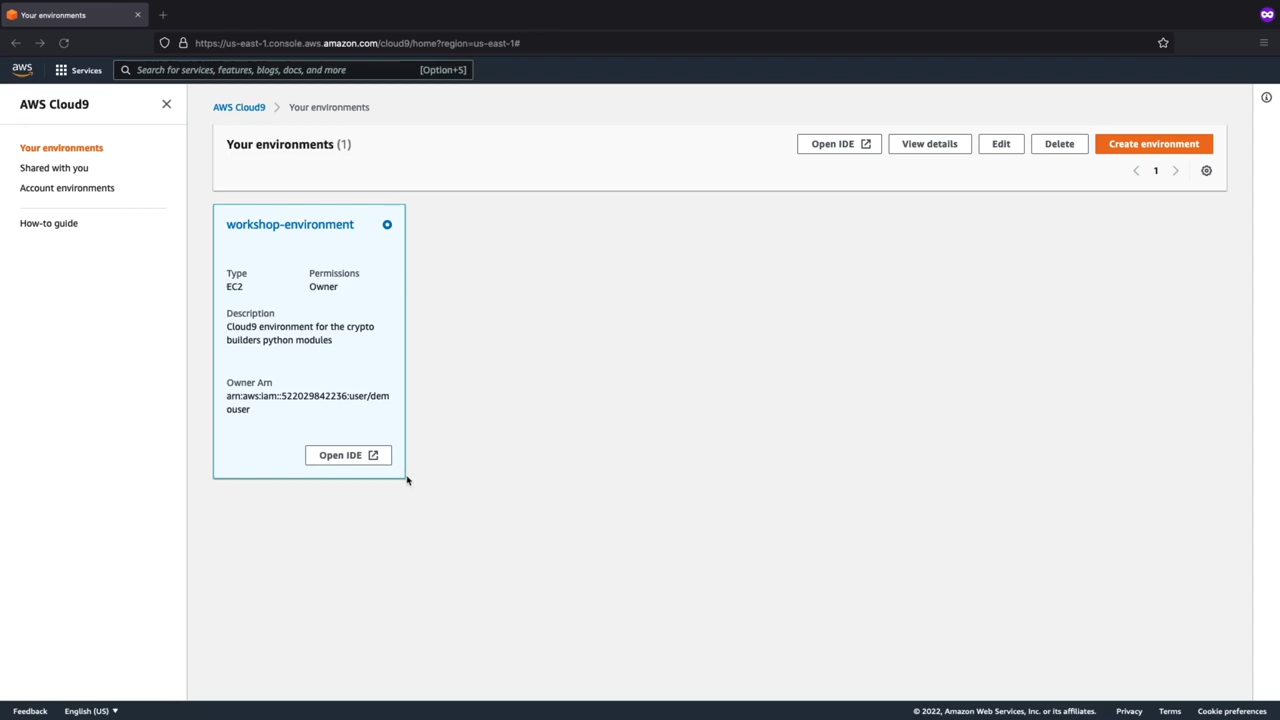 Your environments
https://us-east-1.console.aws.amazon.com/cloud9/home?region=us-east-1#
aws
Services
Search for services, features, blogs, docs, and more
[Option+S]
AWS Cloud9
Your environments
Shared with you
Account environments
How-to guide
AWS Cloud9
Your environments
Your environments (1)
Open IDE
View details
Edit
Delete
Create environment
1
workshop-environment
Type
EC2
Permissions
Owner
Description
Cloud9 environment for the crypto
builders python modules
Owner Arn
arn:aws:iam::522029842236:user/dem
ouser
Open IDE
Feedback
English (US)
© 2022, Amazon Web Services, Inc. or its affiliates.
Privacy
Terms
Cookie preferences